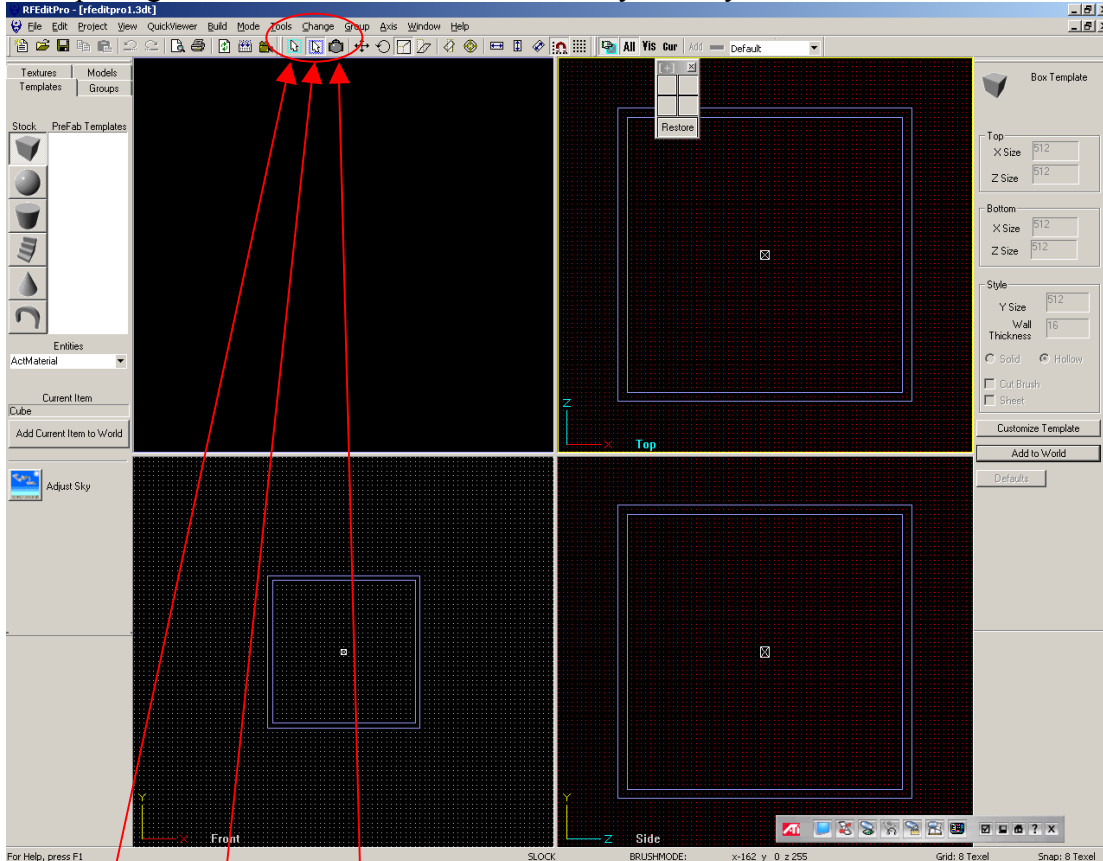 RFEditPro - [rfeditpro1.3dt]
File Edit Project View QuickViewer Build Mode Tools Change Group Axis Window Help
All Vis Cur Add Default
Textures Models
Templates Groups
Stock PreFab Templates
Entities
ActMaterial
Current Item
Cube
Add Current Item to World
Adjust Sky
[+] x
Restore
Z
X Top
Y
X Front
Y
Z Side
Box Template
Top
X Size 512
Z Size 512
Bottom
X Size 512
Z Size 512
Style
Y Size 512
Wall
Thickness 16
Solid Hollow
Cut Brush
Sheet
Customize Template
Add to World
Defaults
ATI
For Help, press F1 SLOCK BRUSHMODE: x-162 y 0 z 255 Grid: 8 Texel Snap: 8 Texel